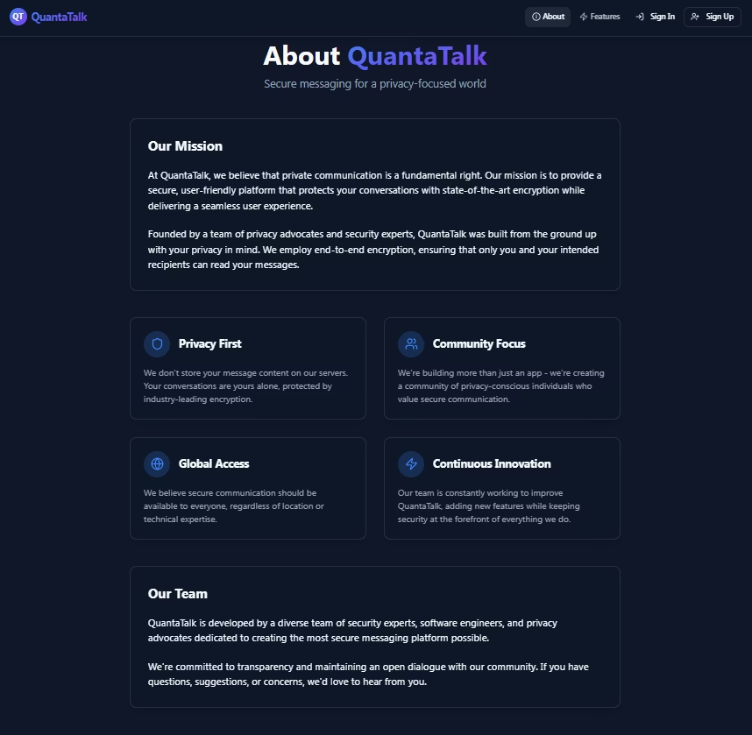 QT QuantaTalk
About Features Sign In Sign Up
About QuantaTalk
Secure messaging for a privacy-focused world
Our Mission
At QuantaTalk, we believe that private communication is a fundamental right. Our mission is to provide a
secure, user-friendly platform that protects your conversations with state-of-the-art encryption while
delivering a seamless user experience.
Founded by a team of privacy advocates and security experts, QuantaTalk was built from the ground up
with your privacy in mind. We employ end-to-end encryption, ensuring that only you and your intended
recipients can read your messages.
Privacy First
We don't store your message content on our servers.
Your conversations are yours alone, protected by
industry-leading encryption.
Community Focus
We're building more than just an app - we're creating
a community of privacy-conscious individuals who
value secure communication.
Global Access
We believe secure communication should be
available to everyone, regardless of location or
technical expertise.
Continuous Innovation
Our team is constantly working to improve
QuantaTalk, adding new features while keeping
security at the forefront of everything we do.
Our Team
QuantaTalk is developed by a diverse team of security experts, software engineers, and privacy
advocates dedicated to creating the most secure messaging platform possible.
We're committed to transparency and maintaining an open dialogue with our community. If you have
questions, suggestions, or concerns, we'd love to hear from you.